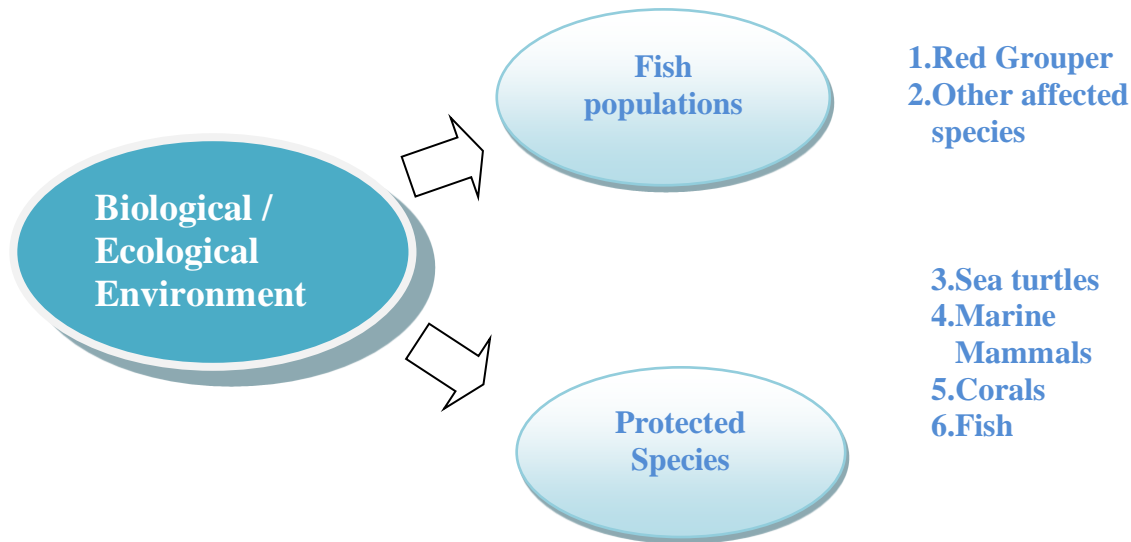 Biological /
Ecological
Environment
Fish
populations
1.Red Grouper
2.Other affected
species
Protected
Species
3.Sea turtles
4.Marine
Mammals
5.Corals
6.Fish